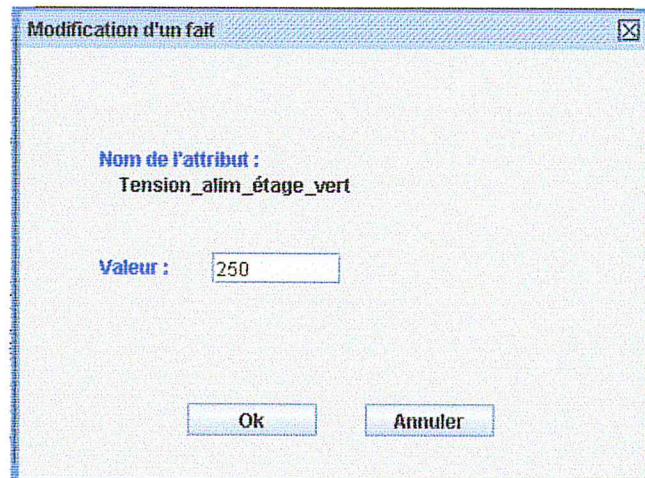 Modification d'un fait
Nom de l'attribut :
Tension_alim_étage_vert
Valeur : 250
Ok Annuler